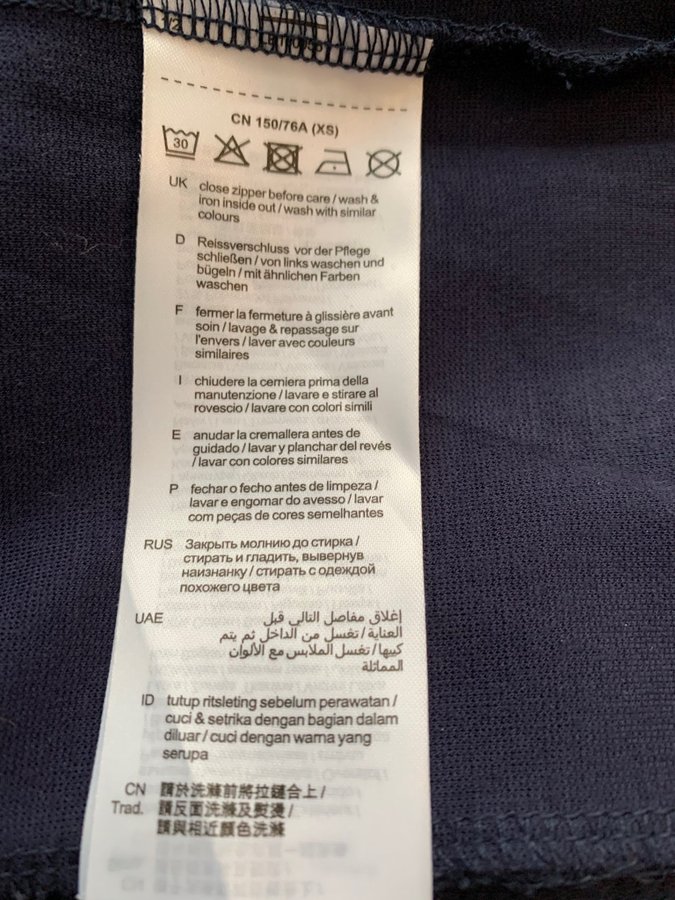 1/2
CN 150/76A (XS)
30
UK close zipper before care / wash &
iron inside out / wash with similar
colours
D Reissverschluss vor der Pflege
schließen / von links waschen und
bügeln / mit ähnlichen Farben
waschen
F fermer la fermeture à glissière avant
soin / lavage & repassage sur
l'envers / laver avec couleurs
similaires
I chiudere la cerniera prima della
manutenzione / lavare e stirare al
rovescio / lavare con colori simili
E anudar la cremallera antes de
guidado / lavar y planchar del revés
/ lavar con colores similares
P fechar o fecho antes de limpeza /
lavar e engomar do avesso / lavar
com peças de cores semelhantes
RUS Закрыть молнию до стирка /
стирать и гладить, вывернув
наизнанку / стирать с одеждой
похожего цвета
UAE إغلاق مفاصل التالي قبل
العناية / تغسل من الداخل ثم يتم
كييها / تغسل الملابس مع الألوان
المماثلة
ID tutup ritsleting sebelum perawatan /
cuci & setrika dengan bagian dalam
diluar / cuci dengan warna yang
serupa
CN 請於洗滌前將拉鏈合上 /
Trad. 請反面洗滌及熨燙 /
請與相近顏色洗滌